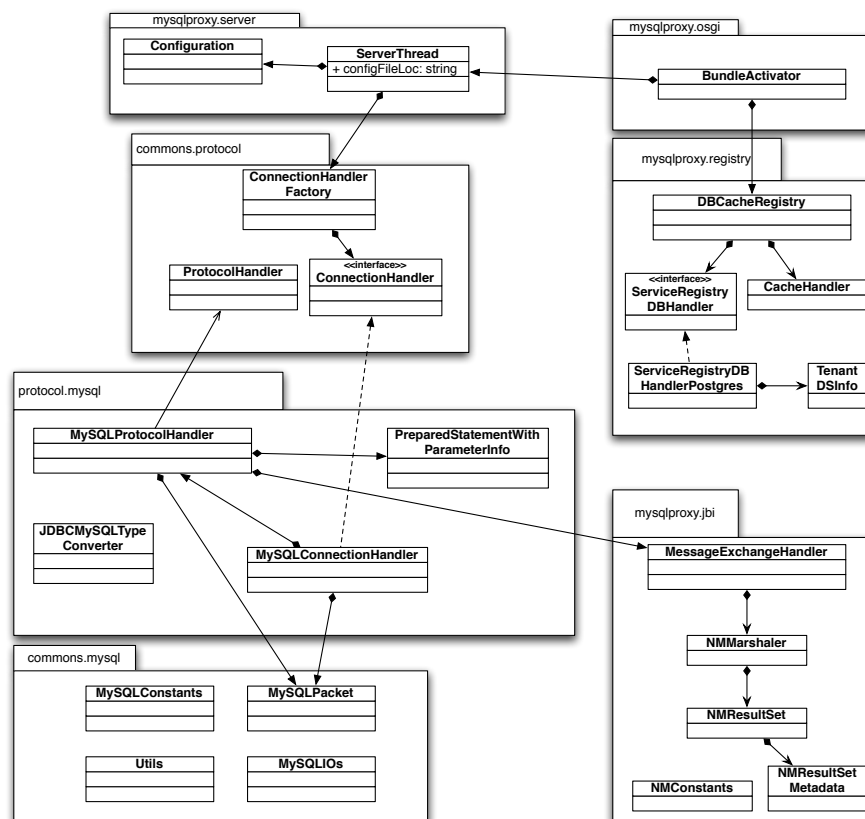 mysqlproxy.server
Configuration
ServerThread
+ configFileLoc: string
mysqlproxy.osgi
BundleActivator
commons.protocol
ConnectionHandler
Factory
ProtocolHandler
<<interface>>
ConnectionHandler
mysqlproxy.registry
DBCacheRegistry
<<interface>>
ServiceRegistry
DBHandler
CacheHandler
ServiceRegistryDB
HandlerPostgres
Tenant
DSInfo
protocol.mysql
MySQLProtocolHandler
PreparedStatementWith
ParameterInfo
JDBCMySQLType
Converter
MySQLConnectionHandler
mysqlproxy.jbi
MessageExchangeHandler
NMMarshaler
NMResultSet
NMConstants
NMResultSet
Metadata
commons.mysql
MySQLConstants
MySQLPacket
Utils
MySQLIOs